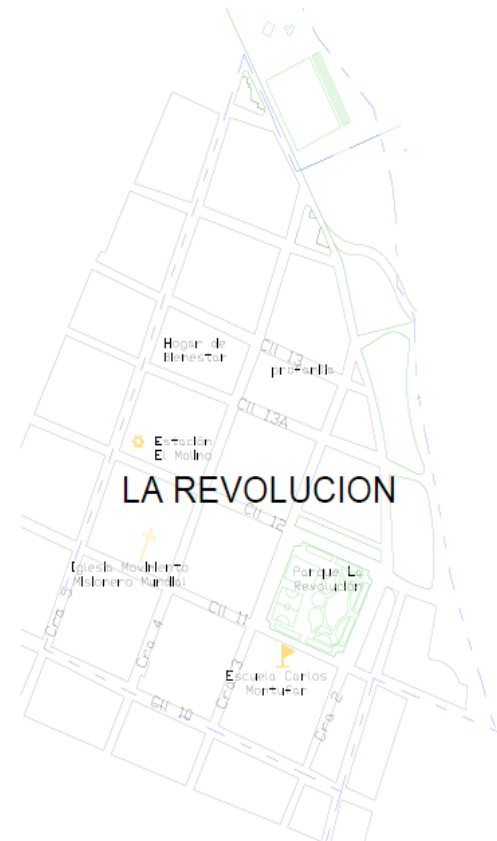 Hogar de
Bienestar
Cll 13
profamilia
Cll 13A
Estación
El Molino
LA REVOLUCION
Cll 12
Iglesia Movimiento
Misionero Mundial
Parque La
Revolución
Cll 11
Cra 5
Cra 4
Cra 3
Escuela Carlos
Montufar
Cra 2
Cll 10